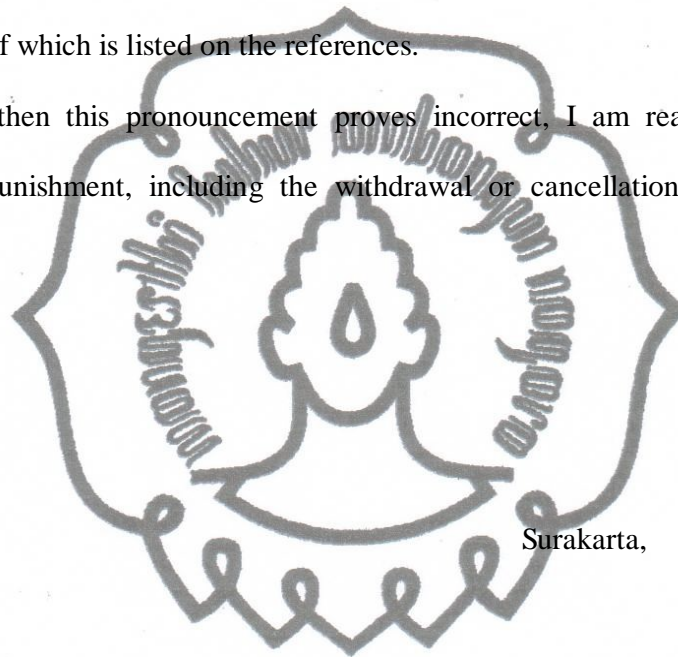 f which is listed on the references.
then this pronouncement proves incorrect, I am rea
unishment, including the withdrawal or cancellation
Surakarta,